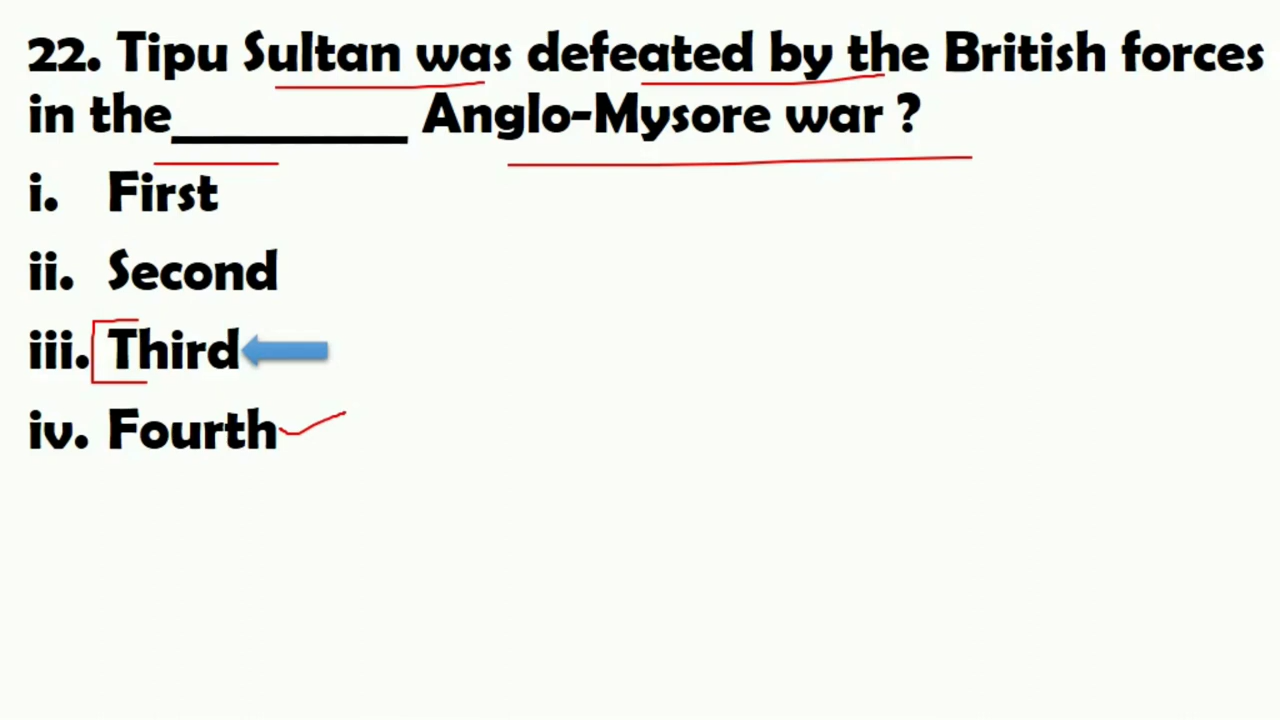 22. Tipu Sultan was defeated by the British forces
in the________ Anglo-Mysore war ?
i. First
ii. Second
iii. Third
iv. Fourth